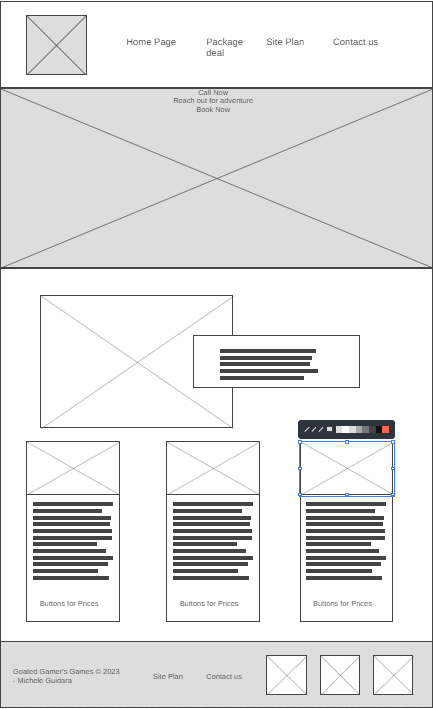 Home Page
Package
deal
Site Plan
Contact us
Call Now
Reach out for adventure
Book Now
Buttons for Prices
Buttons for Prices
Buttons for Prices
Goated Gamer's Games © 2023
- Michele Guidara
Site Plan
Contact us